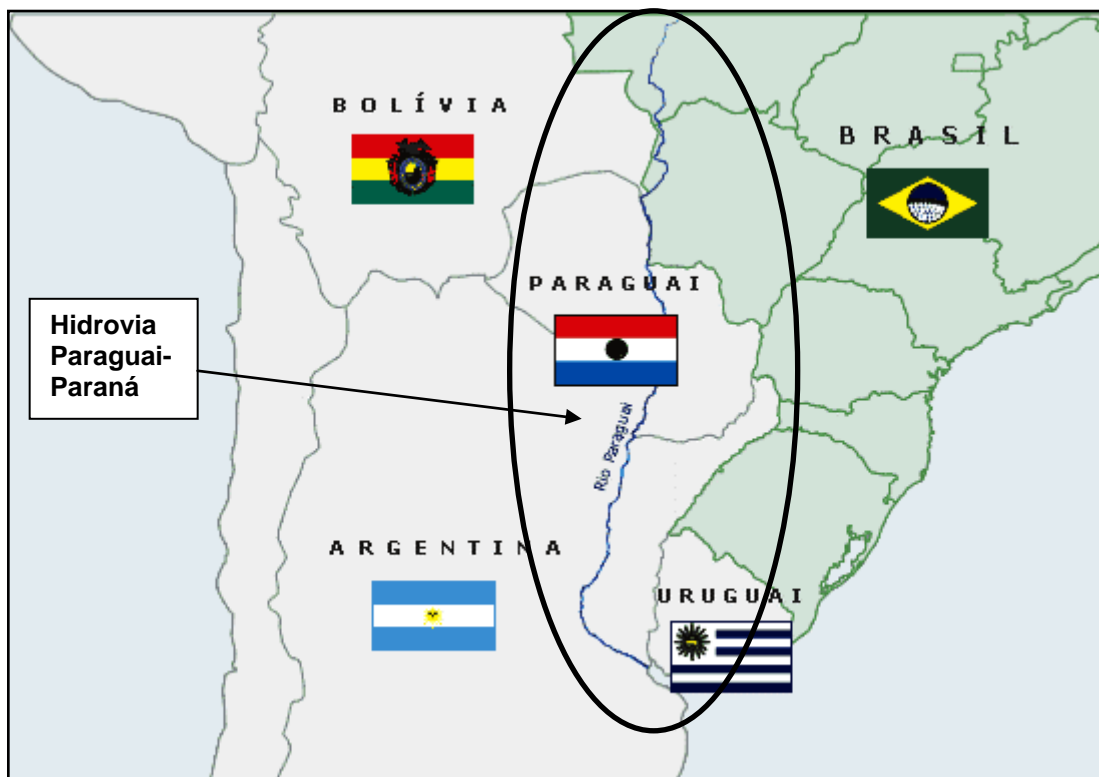 BOLÍVIA
BRASIL
PARAGUAI
Hidrovia
Paraguai-
Paraná
Rio Paraguai
ARGENTINA
URUGUAI